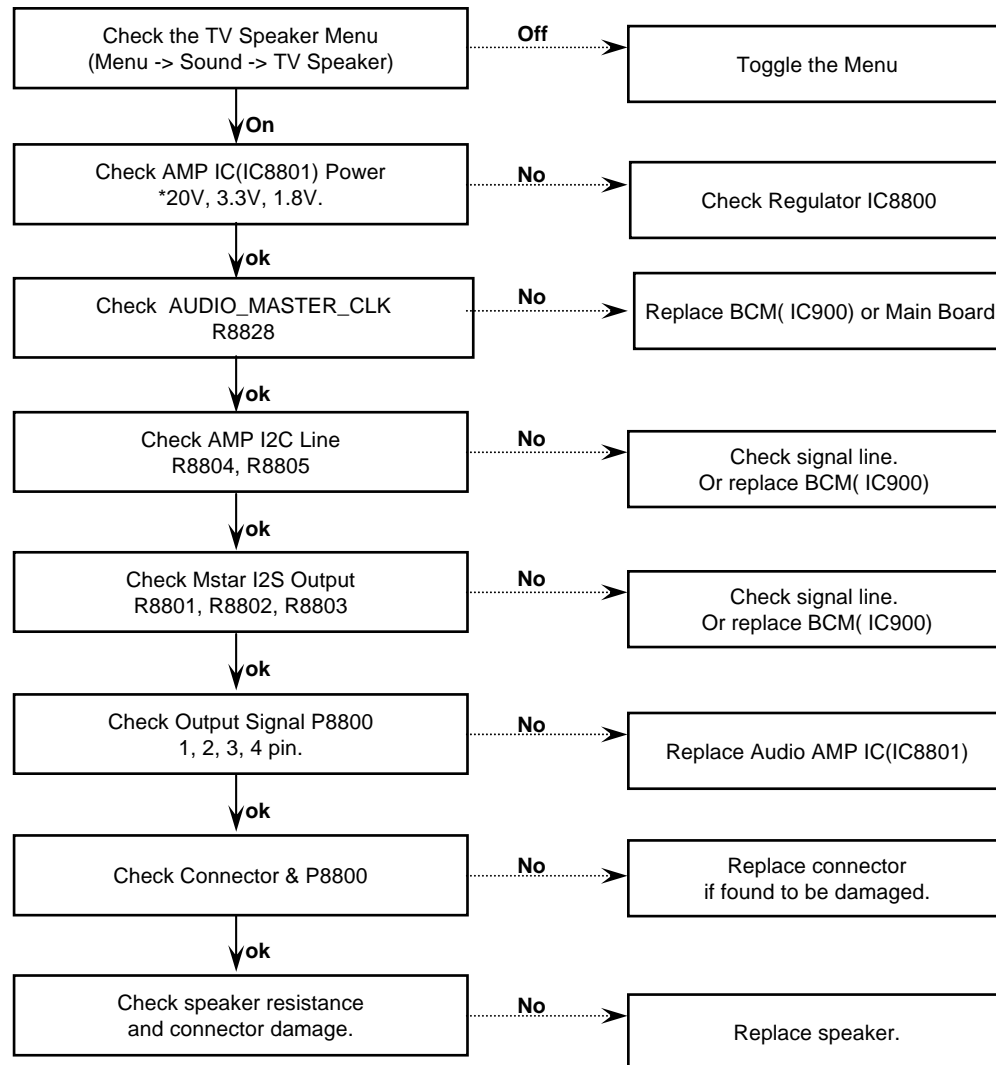 Check the TV Speaker Menu
(Menu -> Sound -> TV Speaker)
Off
Toggle the Menu
On
Check AMP IC(IC8801) Power
*20V, 3.3V, 1.8V.
No
Check Regulator IC8800
ok
Check AUDIO_MASTER_CLK
R8828
No
Replace BCM( IC900) or Main Board
ok
Check AMP I2C Line
R8804, R8805
No
Check signal line.
Or replace BCM( IC900)
ok
Check Mstar I2S Output
R8801, R8802, R8803
No
Check signal line.
Or replace BCM( IC900)
ok
Check Output Signal P8800
1, 2, 3, 4 pin.
No
Replace Audio AMP IC(IC8801)
ok
Check Connector & P8800
No
Replace connector
if found to be damaged.
ok
Check speaker resistance
and connector damage.
No
Replace speaker.